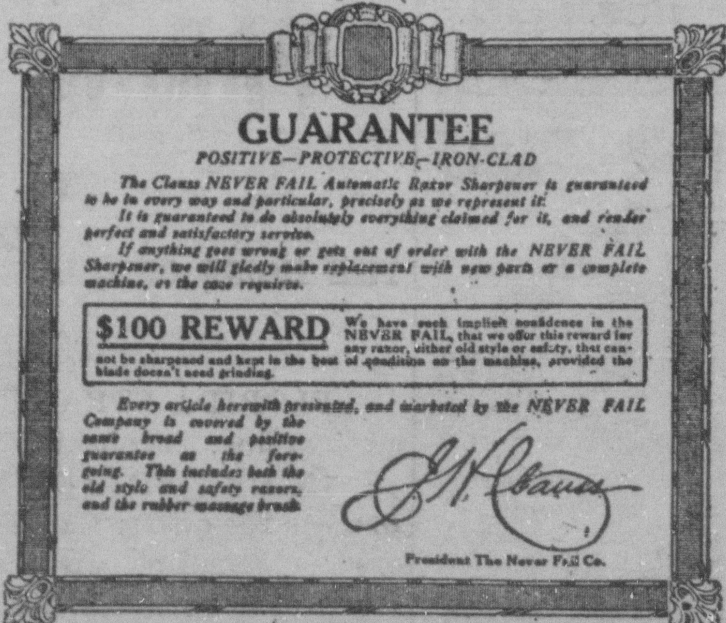 GUARANTEE
POSITIVE—PROTECTIVE—IRON-CLAD
The Clauss NEVER FAIL Automatic Razor Sharpener is guaranteed
to be in every way and particular, precisely as we represent it.
It is guaranteed to do absolutely everything claimed for it, and render
perfect and satisfactory service.
If anything goes wrong or gets out of order with the NEVER FAIL
Sharpener, we will gladly make replacement with new parts or a complete
machine, as the case requires.
$100 REWARD
We have such implicit confidence in the
NEVER FAIL, that we offer this reward for
any razor, either old style or safety, that can-
not be sharpened and kept in the best of condition on the machine, provided the
blade doesn't need grinding.
Every article herewith presented, and marketed by the NEVER FAIL
Company is covered by the
same broad and positive
guarantee as the fore-
going. This includes both the
old style and safety razors,
and the rubber massage brush
J.H. Clauss
President The Never Fail Co.